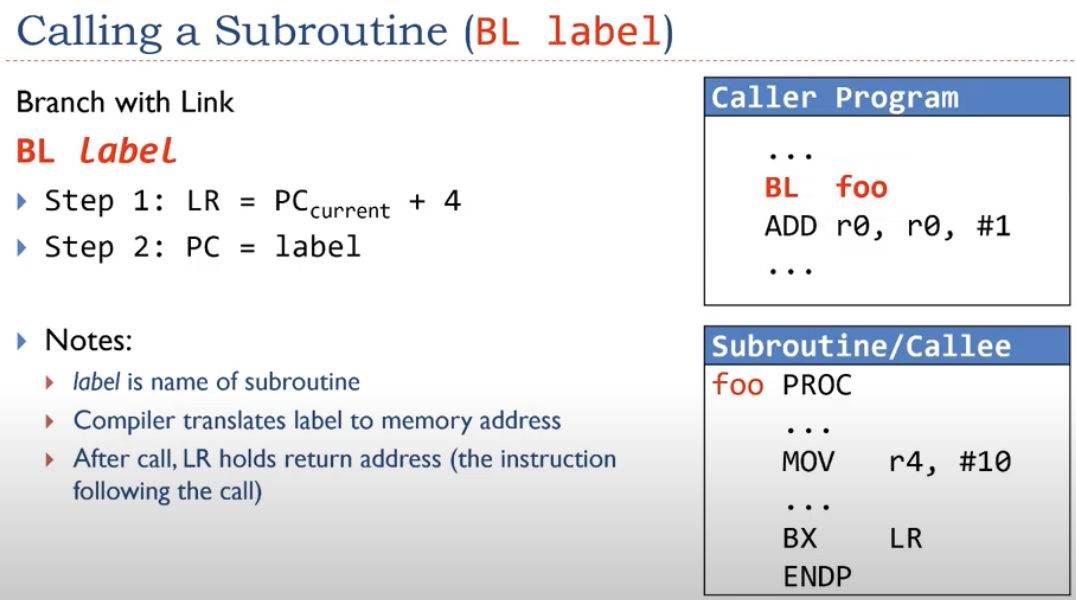 Calling a Subroutine (BL label)
Branch with Link
BL label
Step 1: LR = PCcurrent + 4
Step 2: PC = label
Notes:
label is name of subroutine
Compiler translates label to memory address
After call, LR holds return address (the instruction
following the call)
Caller Program
...
BL foo
ADD r0, r0, #1
...
Subroutine/Callee
foo PROC
...
MOV r4, #10
...
BX LR
ENDP